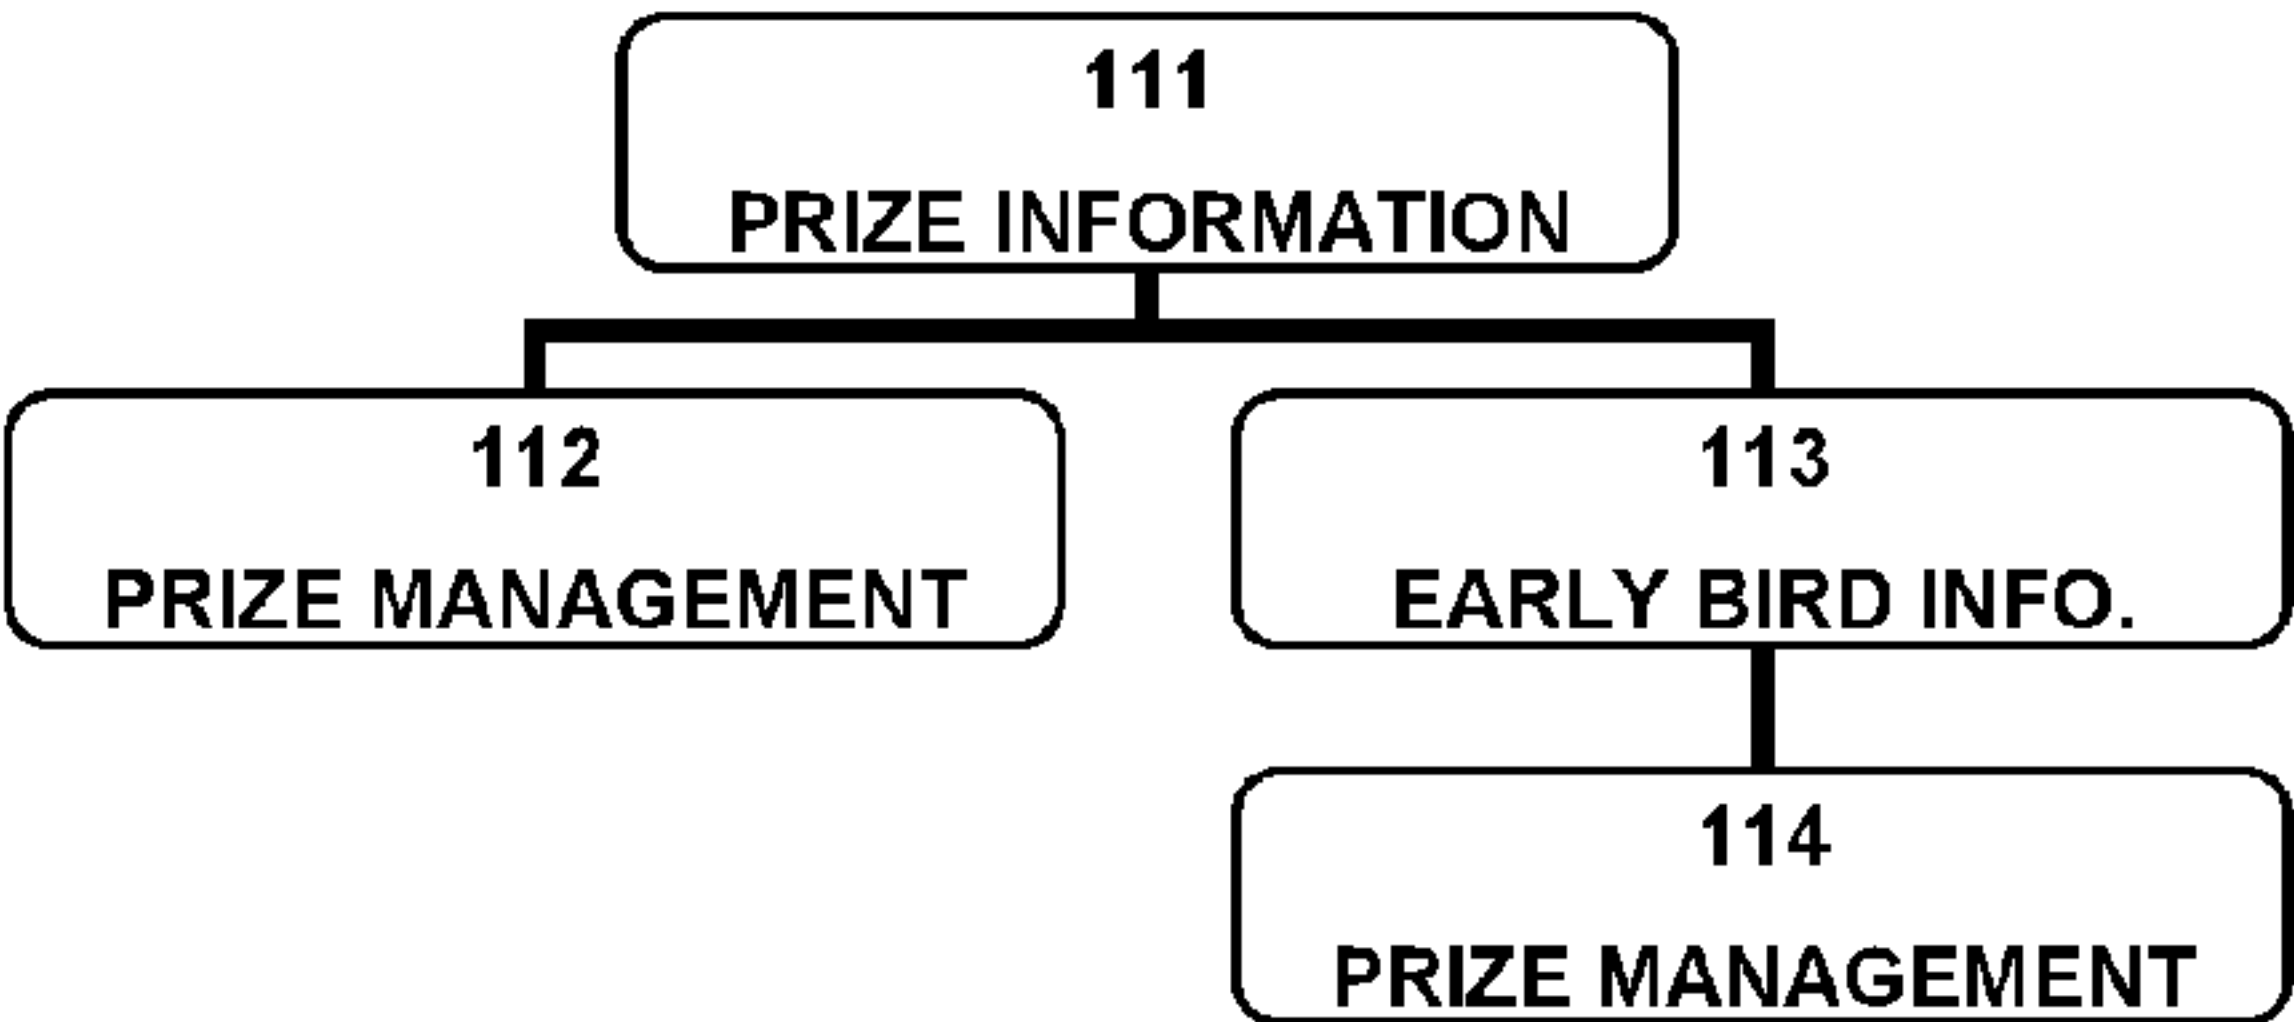 111
PRIZE INFORMATION
112
PRIZE MANAGEMENT
113
EARLY BIRD INFO.
114
PRIZE MANAGEMENT